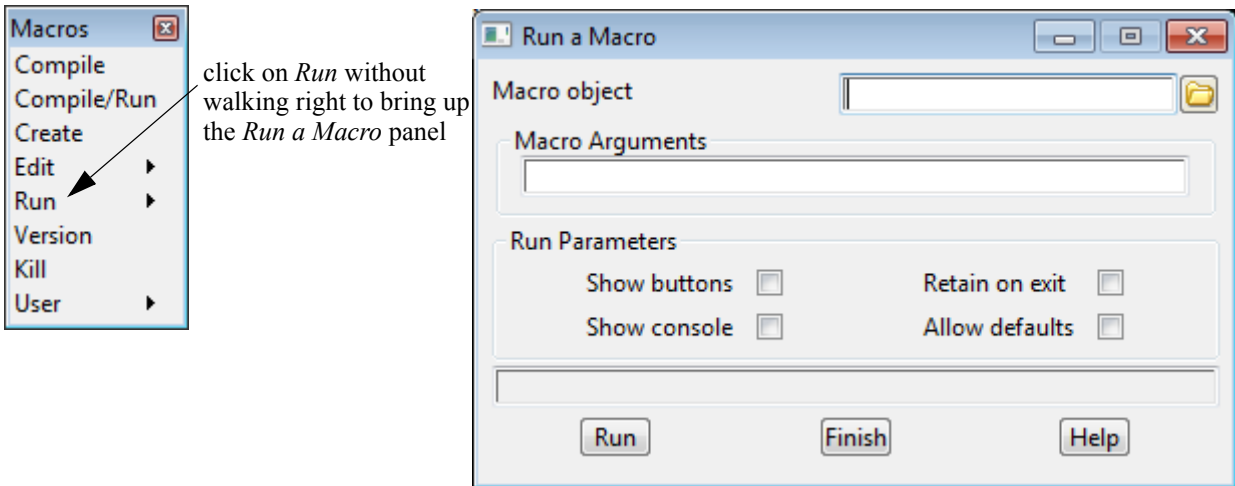 Macros
Compile
Compile/Run
Create
Edit
Run
Version
Kill
User
click on Run without
walking right to bring up
the Run a Macro panel
Run a Macro
Macro object
Macro Arguments
Run Parameters
Show buttons Retain on exit
Show console Allow defaults
Run Finish Help